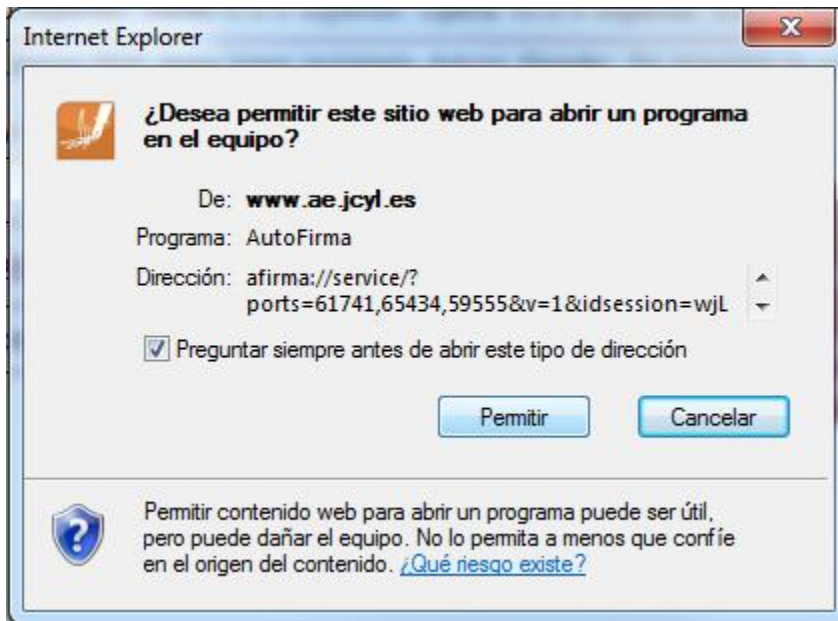 Internet Explorer
¿Desea permitir este sitio web para abrir un programa
en el equipo?
De: www.ae.jcyl.es
Programa: AutoFirma
Dirección: afirma://service/?
ports=61741,65434,59555&v=1&idsession=wjL
Preguntar siempre antes de abrir este tipo de dirección
Permitir
Cancelar
Permitir contenido web para abrir un programa puede ser útil,
pero puede dañar el equipo. No lo permita a menos que confíe
en el origen del contenido. ¿Qué riesgo existe?